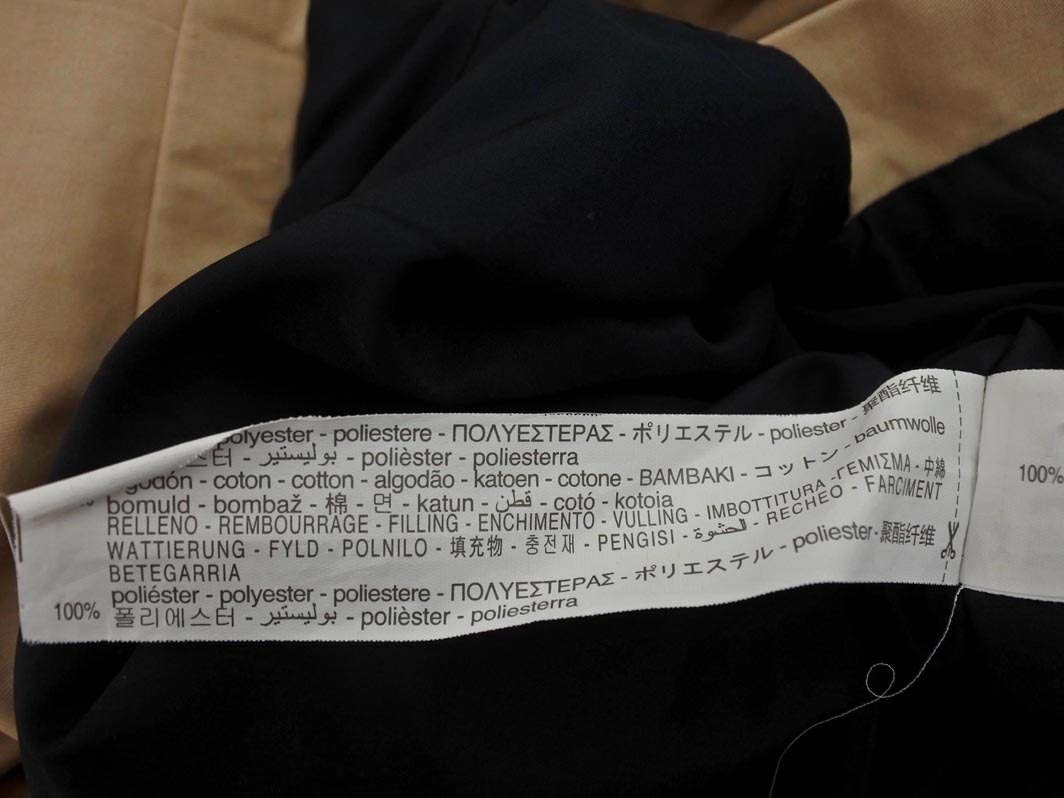 polyester - poliestere - ΠΟΛΥΕΣΤΕΡΑΣ - ポリエステル - poliester - 聚酯纤维
스터 - بوليستير - polièster - poliesterra
algodón - coton - cotton - algodão - katoen - cotone - ΒΑΜΒΑΚΙ - コットン - baumwolle
bomuld - bombaž - 棉 - 면 - katun - قطن - cotó - kotoia
RELLENO - REMBOURRAGE - FILLING - ENCHIMENTO - VULLING - IMBOTTITURA - ΓΕΜΙΣΜΑ - 中綿
WATTIERUNG - FYLD - POLNILO - 填充物 - 충전재 - PENGISI - لحشوة - RECHEO - FARCIMENT
BETEGARRIA
poliéster - polyester - poliestere - ΠΟΛΥΕΣΤΕΡΑΣ - ポリエステル - poliester - 聚酯纤维
100% 폴리에스터 - بوليستير - polièster - poliesterra
100%